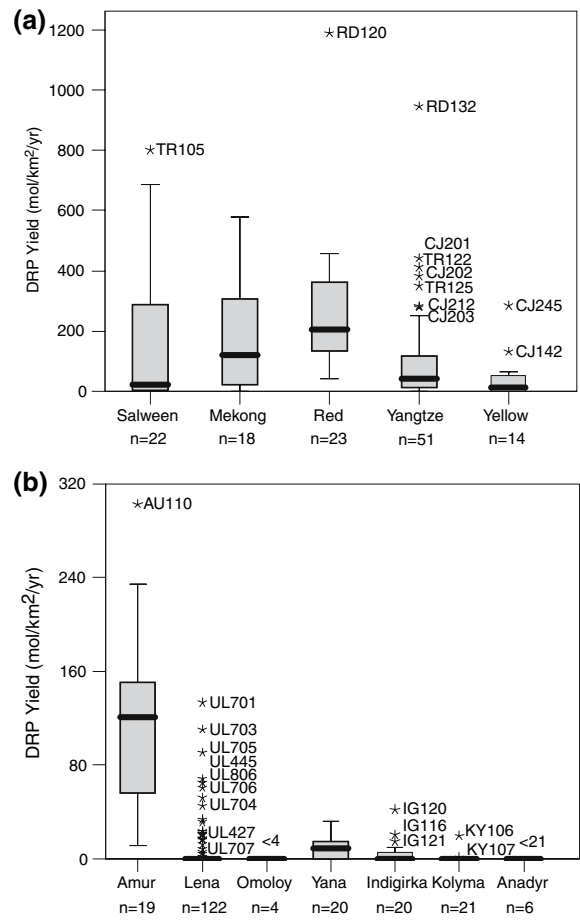 (a)
DRP Yield (mol/km²/yr)
1200
1000
800
600
400
200
0
RD120
RD132
TR105
CJ201
TR122
CJ202
TR125
CJ212
CJ203
CJ245
CJ142
Salween Mekong Red Yangtze Yellow
n=22 n=18 n=23 n=51 n=14
(b)
DRP Yield (mol/km²/yr)
320
240
160
80
0
AU110
UL701
UL703
UL705
UL445
UL806
UL706
UL704
UL427
UL707
<4
IG120
IG116
IG121
KY106
KY107
<21
Amur Lena Omoloy Yana Indigirka Kolyma Anadyr
n=19 n=122 n=4 n=20 n=20 n=21 n=6